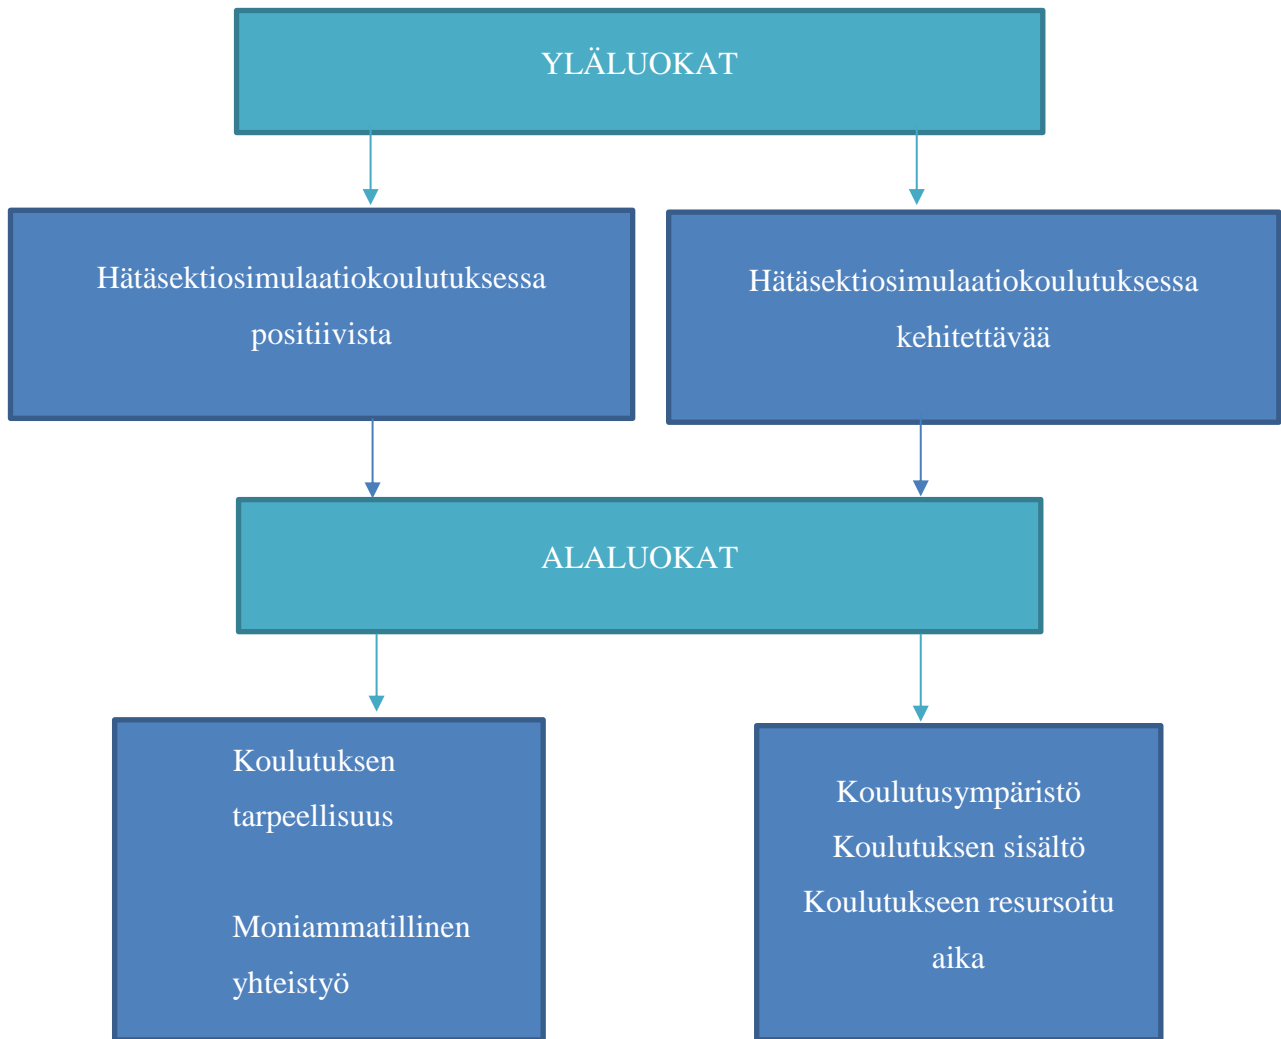 YLÄLUOKAT
Hätäsektiosimulaatiokoulutuksessa
positiivista
Hätäsektiosimulaatiokoulutuksessa
kehitettävää
ALALUOKAT
Koulutuksen
tarpeellisuus
Moniammatillinen
yhteistyö
Koulutusympäristö
Koulutuksen sisältö
Koulutukseen resursoitu
aika